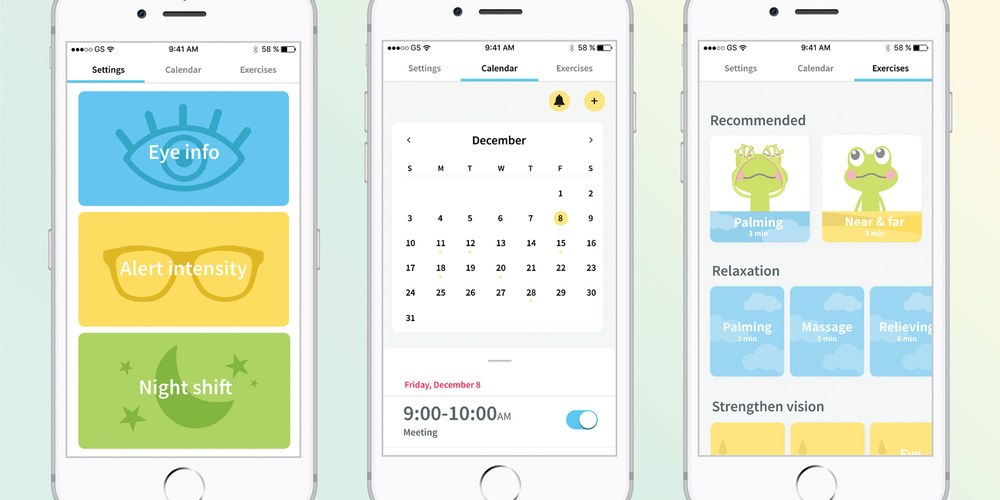 GS 9:41 AM 58 %
Settings Calendar Exercises
Eye info
Alert intensity
Night shift
GS 9:41 AM 58 %
Settings Calendar Exercises
+
‹ December ›
S M T W T F S
1 2
3 4 5 6 7 8 9
10 11 12 13 14 15 16
17 18 19 20 21 22 23
24 25 26 27 28 29 30
31
Friday, December 8
9:00-10:00AM
Meeting
GS 9:41 AM 58 %
Settings Calendar Exercises
Recommended
Palming Near & far
3 min 3 min
Relaxation
Palming Massage Relieving
3 min 5 min 6 min
Strengthen vision
Eye